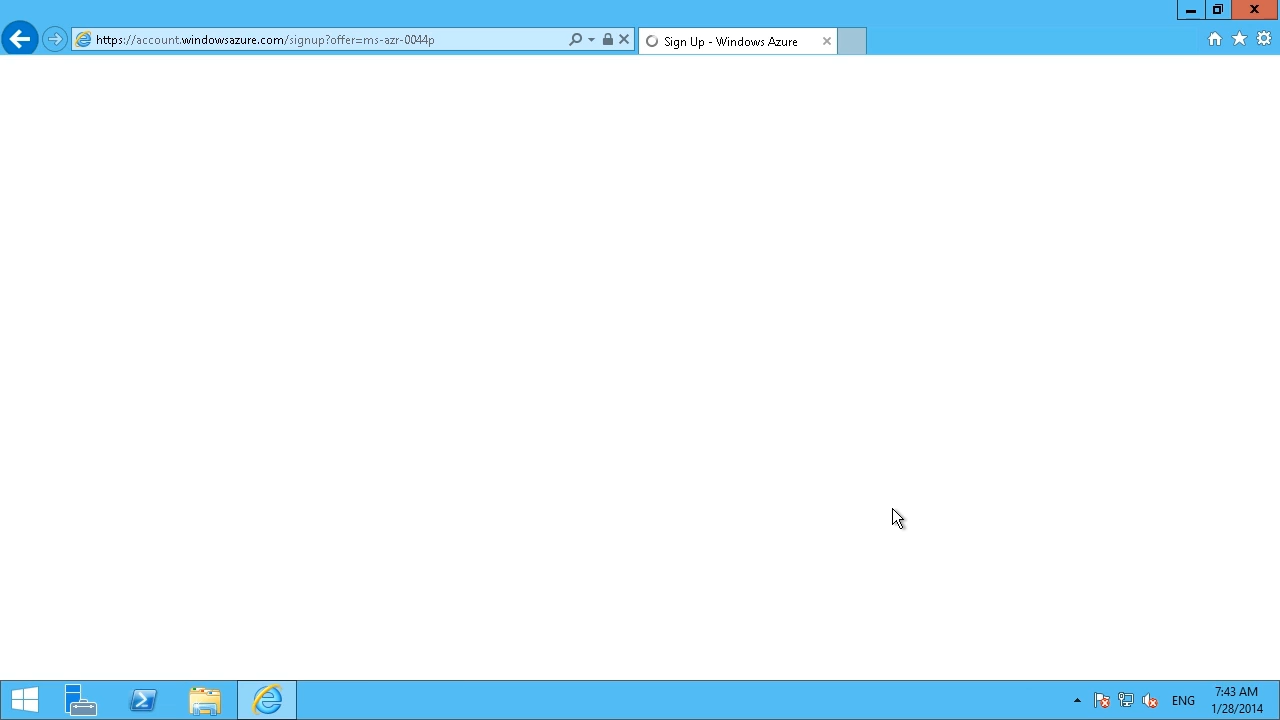 https://account.windowsazure.com/signup?offer=ms-azr-0044p
Sign Up - Windows Azure
ENG
7:43 AM
1/28/2014